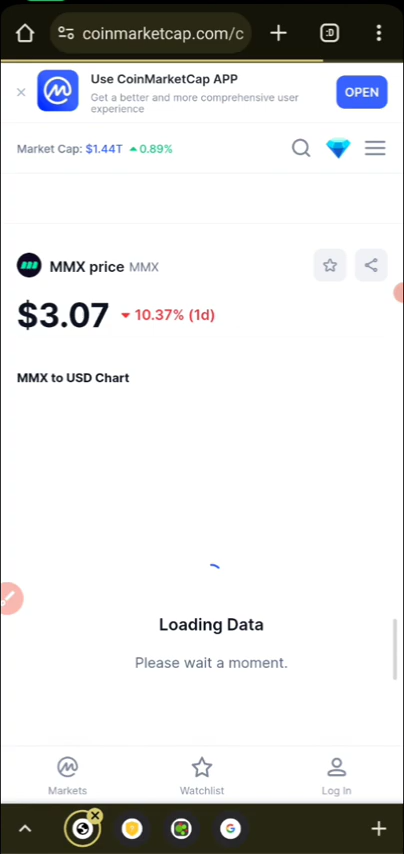 coinmarketcap.com/c
:D
Use CoinMarketCap APP
Get a better and more comprehensive user
experience
OPEN
Market Cap: $1.44T 0.89%
MMX price MMX
$3.07 10.37% (1d)
MMX to USD Chart
Loading Data
Please wait a moment.
Markets Watchlist Log In